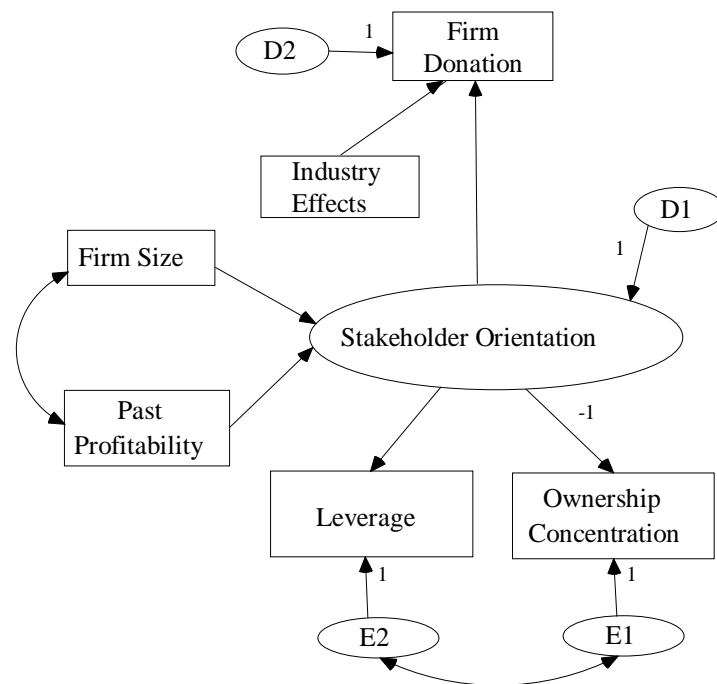 Firm
Donation
D2
1
Industry
Effects
D1
1
Firm Size
Stakeholder Orientation
Past
Profitability
-1
Leverage
Ownership
Concentration
1
1
E2
E1